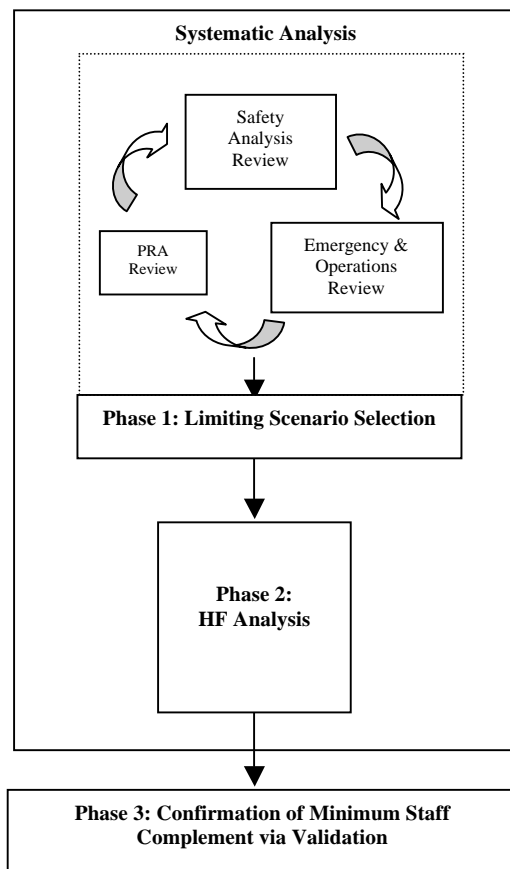 Systematic Analysis
Safety
Analysis
Review
PRA
Review
Emergency &
Operations
Review
Phase 1: Limiting Scenario Selection
Phase 2:
HF Analysis
Phase 3: Confirmation of Minimum Staff
Complement via Validation